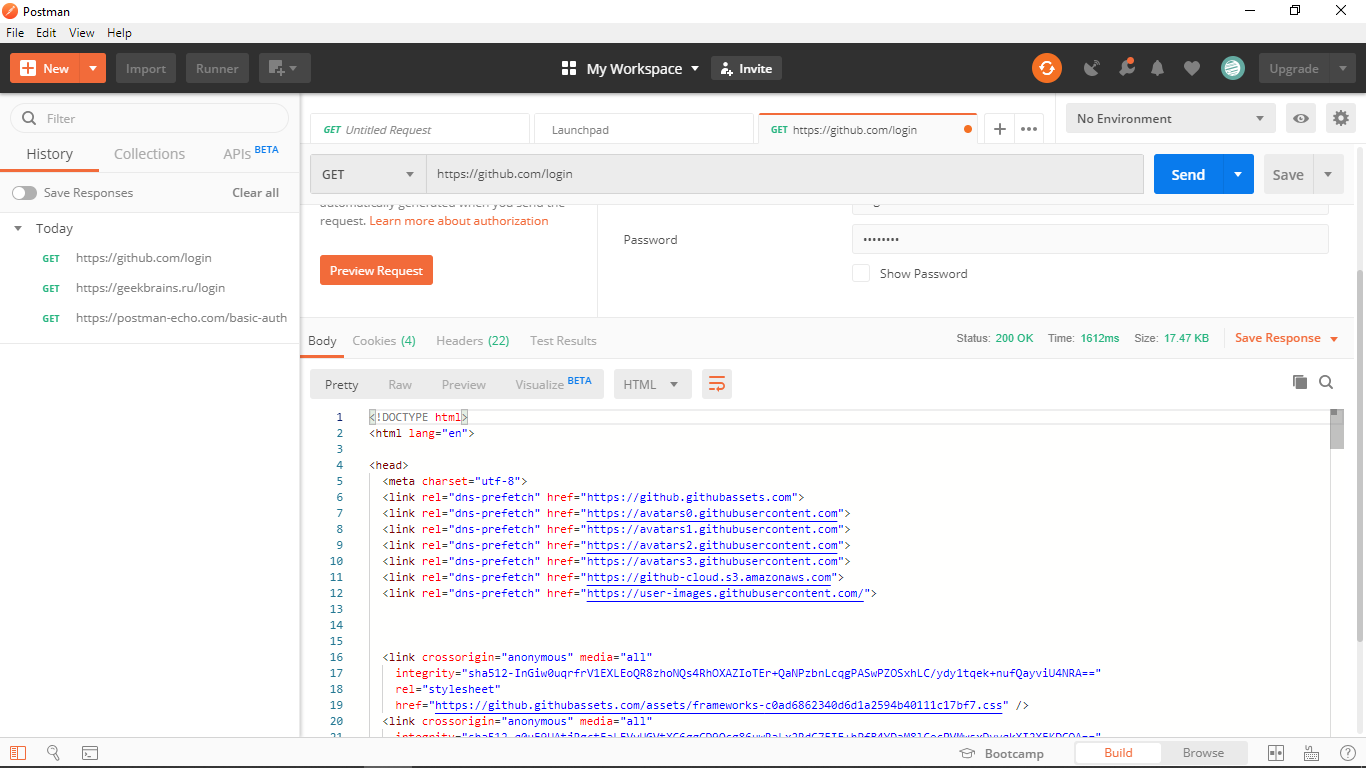 Postman
File Edit View Help
New Import Runner My Workspace Invite Upgrade
Filter
History Collections APIs BETA
Save Responses Clear all
Today
GET https://github.com/login
GET https://geekbrains.ru/login
GET https://postman-echo.com/basic-auth
GET Untitled Request Launchpad GET https://github.com/login
No Environment
GET https://github.com/login Send Save
automatically generated when you send the
request. Learn more about authorization
Preview Request
Password ••••••••
Show Password
Body Cookies (4) Headers (22) Test Results Status: 200 OK Time: 1612ms Size: 17.47 KB Save Response
Pretty Raw Preview Visualize BETA HTML
1 <!DOCTYPE html>
2 <html lang="en">
3
4 <head>
5 <meta charset="utf-8">
6 <link rel="dns-prefetch" href="https://github.githubassets.com">
7 <link rel="dns-prefetch" href="https://avatars0.githubusercontent.com">
8 <link rel="dns-prefetch" href="https://avatars1.githubusercontent.com">
9 <link rel="dns-prefetch" href="https://avatars2.githubusercontent.com">
10 <link rel="dns-prefetch" href="https://avatars3.githubusercontent.com">
11 <link rel="dns-prefetch" href="https://github-cloud.s3.amazonaws.com">
12 <link rel="dns-prefetch" href="https://user-images.githubusercontent.com/">
13
14
15
16 <link crossorigin="anonymous" media="all"
17 integrity="sha512-InGiw0uqrfrV1EXLEoQR8zhoNQs4RhOXAZIoTEr+QaNPzbnLcqgPASwPZOSxhLC/ydy1tqek+nufQayviU4NRA=="
18 rel="stylesheet"
19 href="https://github.githubassets.com/assets/frameworks-c0ad6862340d6d1a2594b40111c17bf7.css" />
20 <link crossorigin="anonymous" media="all"
21
Bootcamp Build Browse